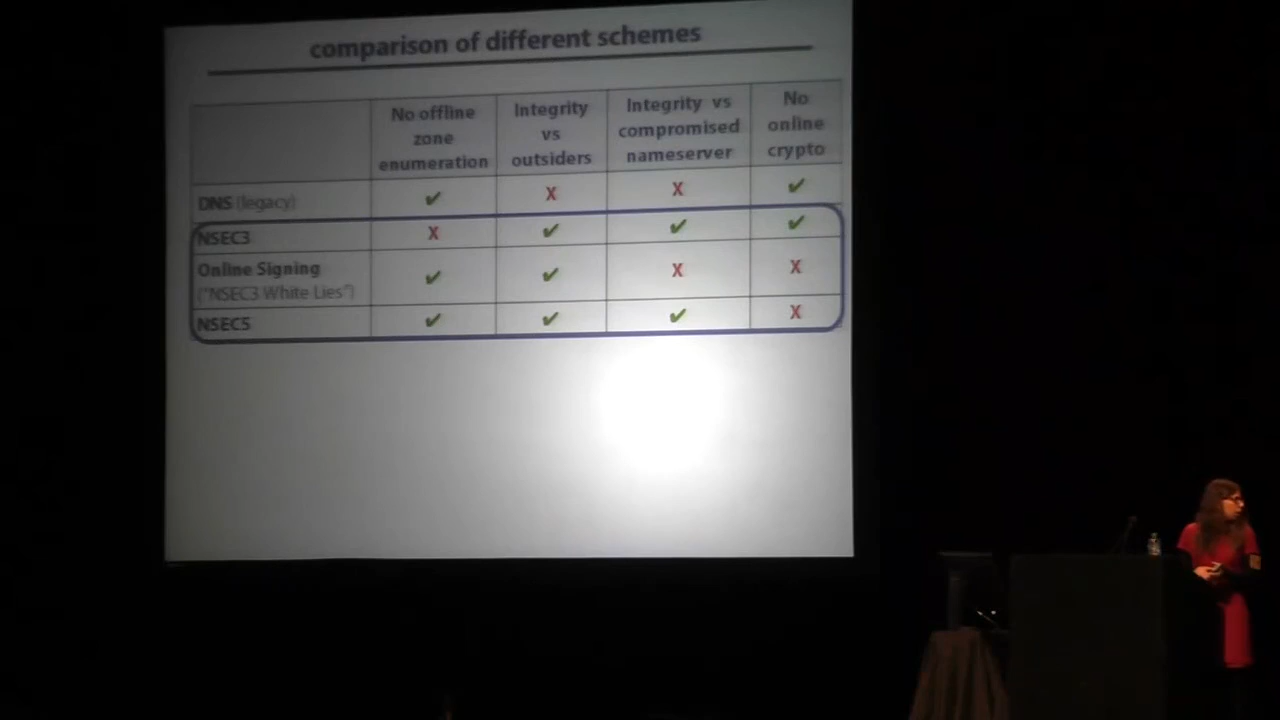 comparison of different schemes
No offline zone enumeration
Integrity vs outsiders
Integrity vs compromised nameserver
No online crypto
DNS (legacy) ✔ X X ✔
NSEC3 X ✔ ✔ ✔
Online Signing
("NSEC3 White Lies") ✔ ✔ X X
NSEC5 ✔ ✔ ✔ X